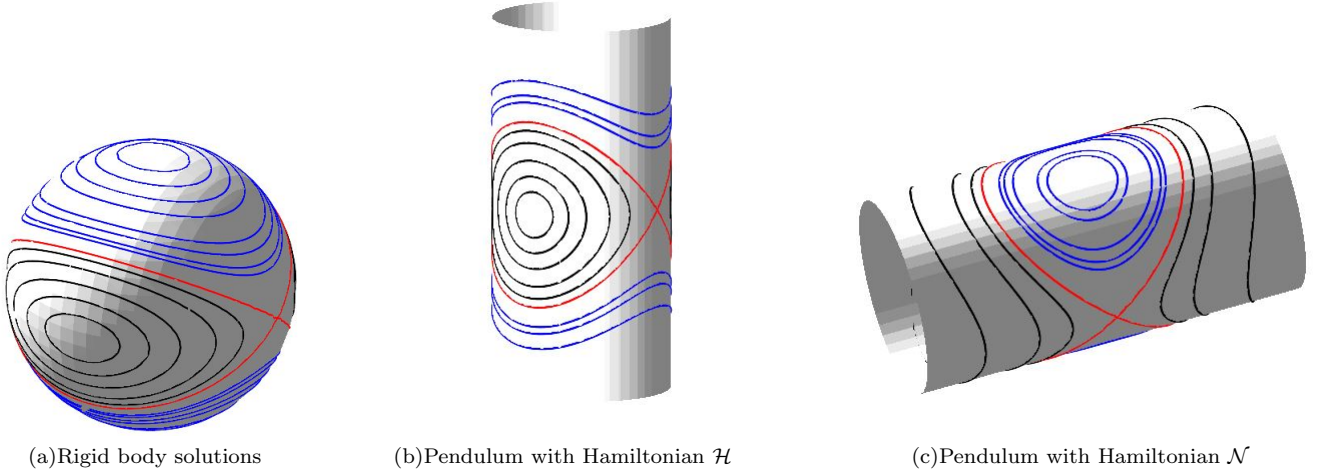 (a)Rigid body solutions
(b)Pendulum with Hamiltonian ℋ
(c)Pendulum with Hamiltonian 𝒩